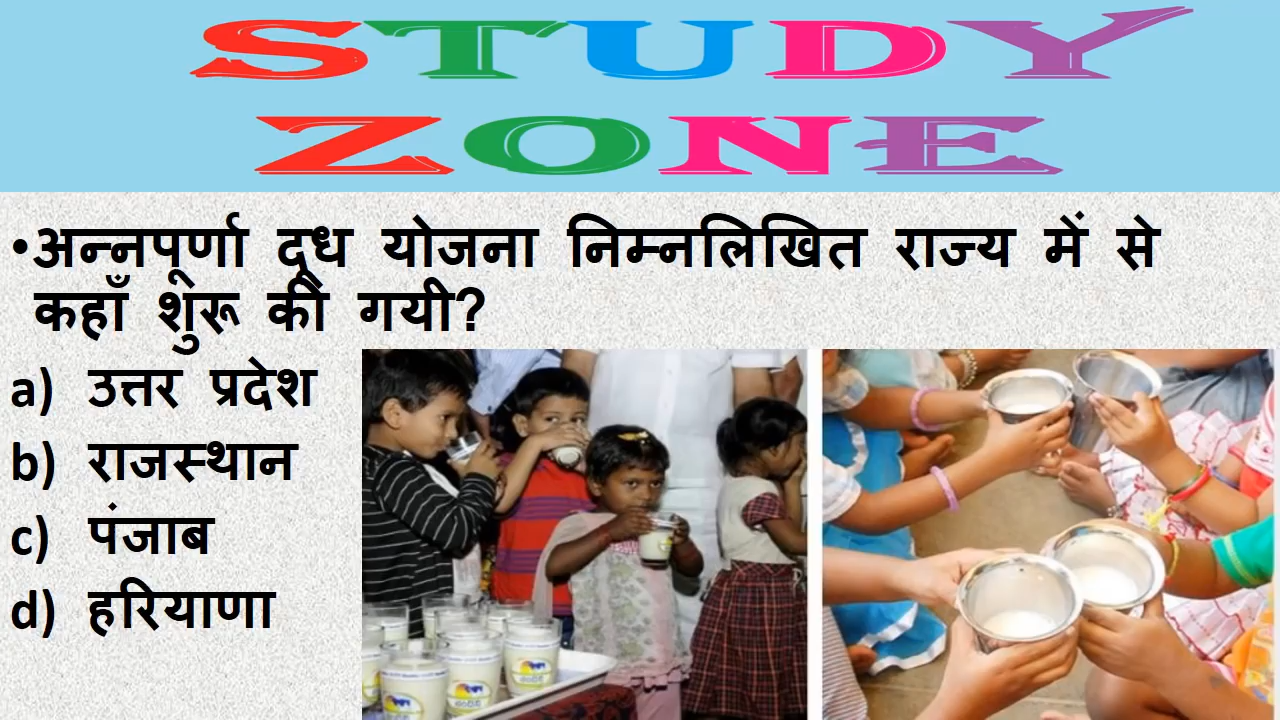 STUDY
ZONE
•अन्नपूर्णा दूध योजना निम्नलिखित राज्य में से
कहाँ शुरू की गयी?
a) उत्तर प्रदेश
b) राजस्थान
c) पंजाब
d) हरियाणा